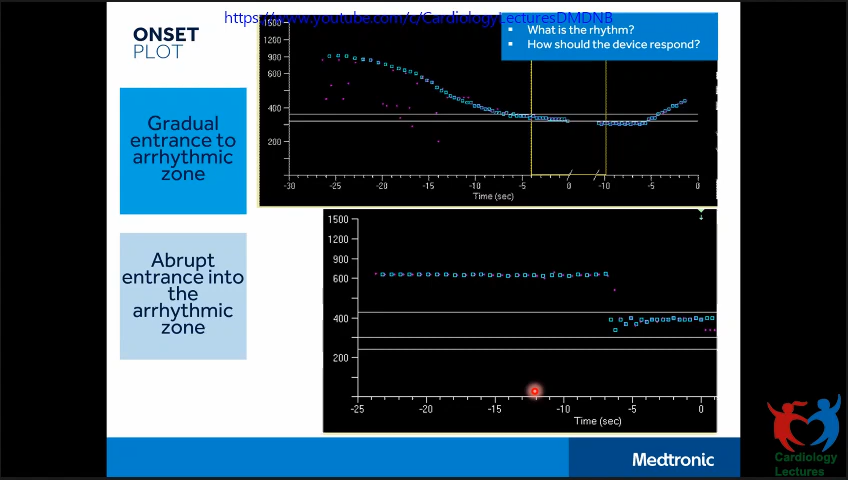 https://www.youtube.com/c/CardiologyLecturesDMDNB
ONSET
PLOT
▪ What is the rhythm?
▪ How should the device respond?
Gradual
entrance to
arrhythmic
zone
1500
1200
900
600
400
200
-30 -25 -20 -15 -10 -5 0 -10 -5 0
Time (sec)
Abrupt
entrance into
the
arrhythmic
zone
1500
1200
900
600
400
200
-25 -20 -15 -10 -5 0
Time (sec)
Medtronic
Cardiology
Lectures